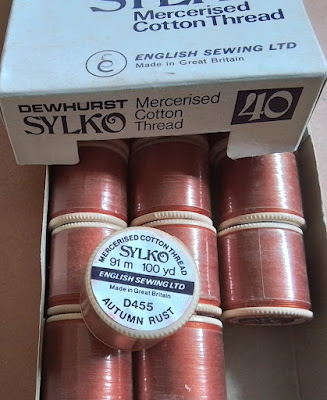 SYLKO
Mercerised
Cotton Thread
ENGLISH SEWING LTD
Made in Great Britain
DEWHURST
SYLKO
Mercerised
Cotton
Thread
40
MERCERISED COTTON THREAD
SYLKO
91 m 100 yd
ENGLISH SEWING LTD
Made in Great Britain
D455
AUTUMN RUST